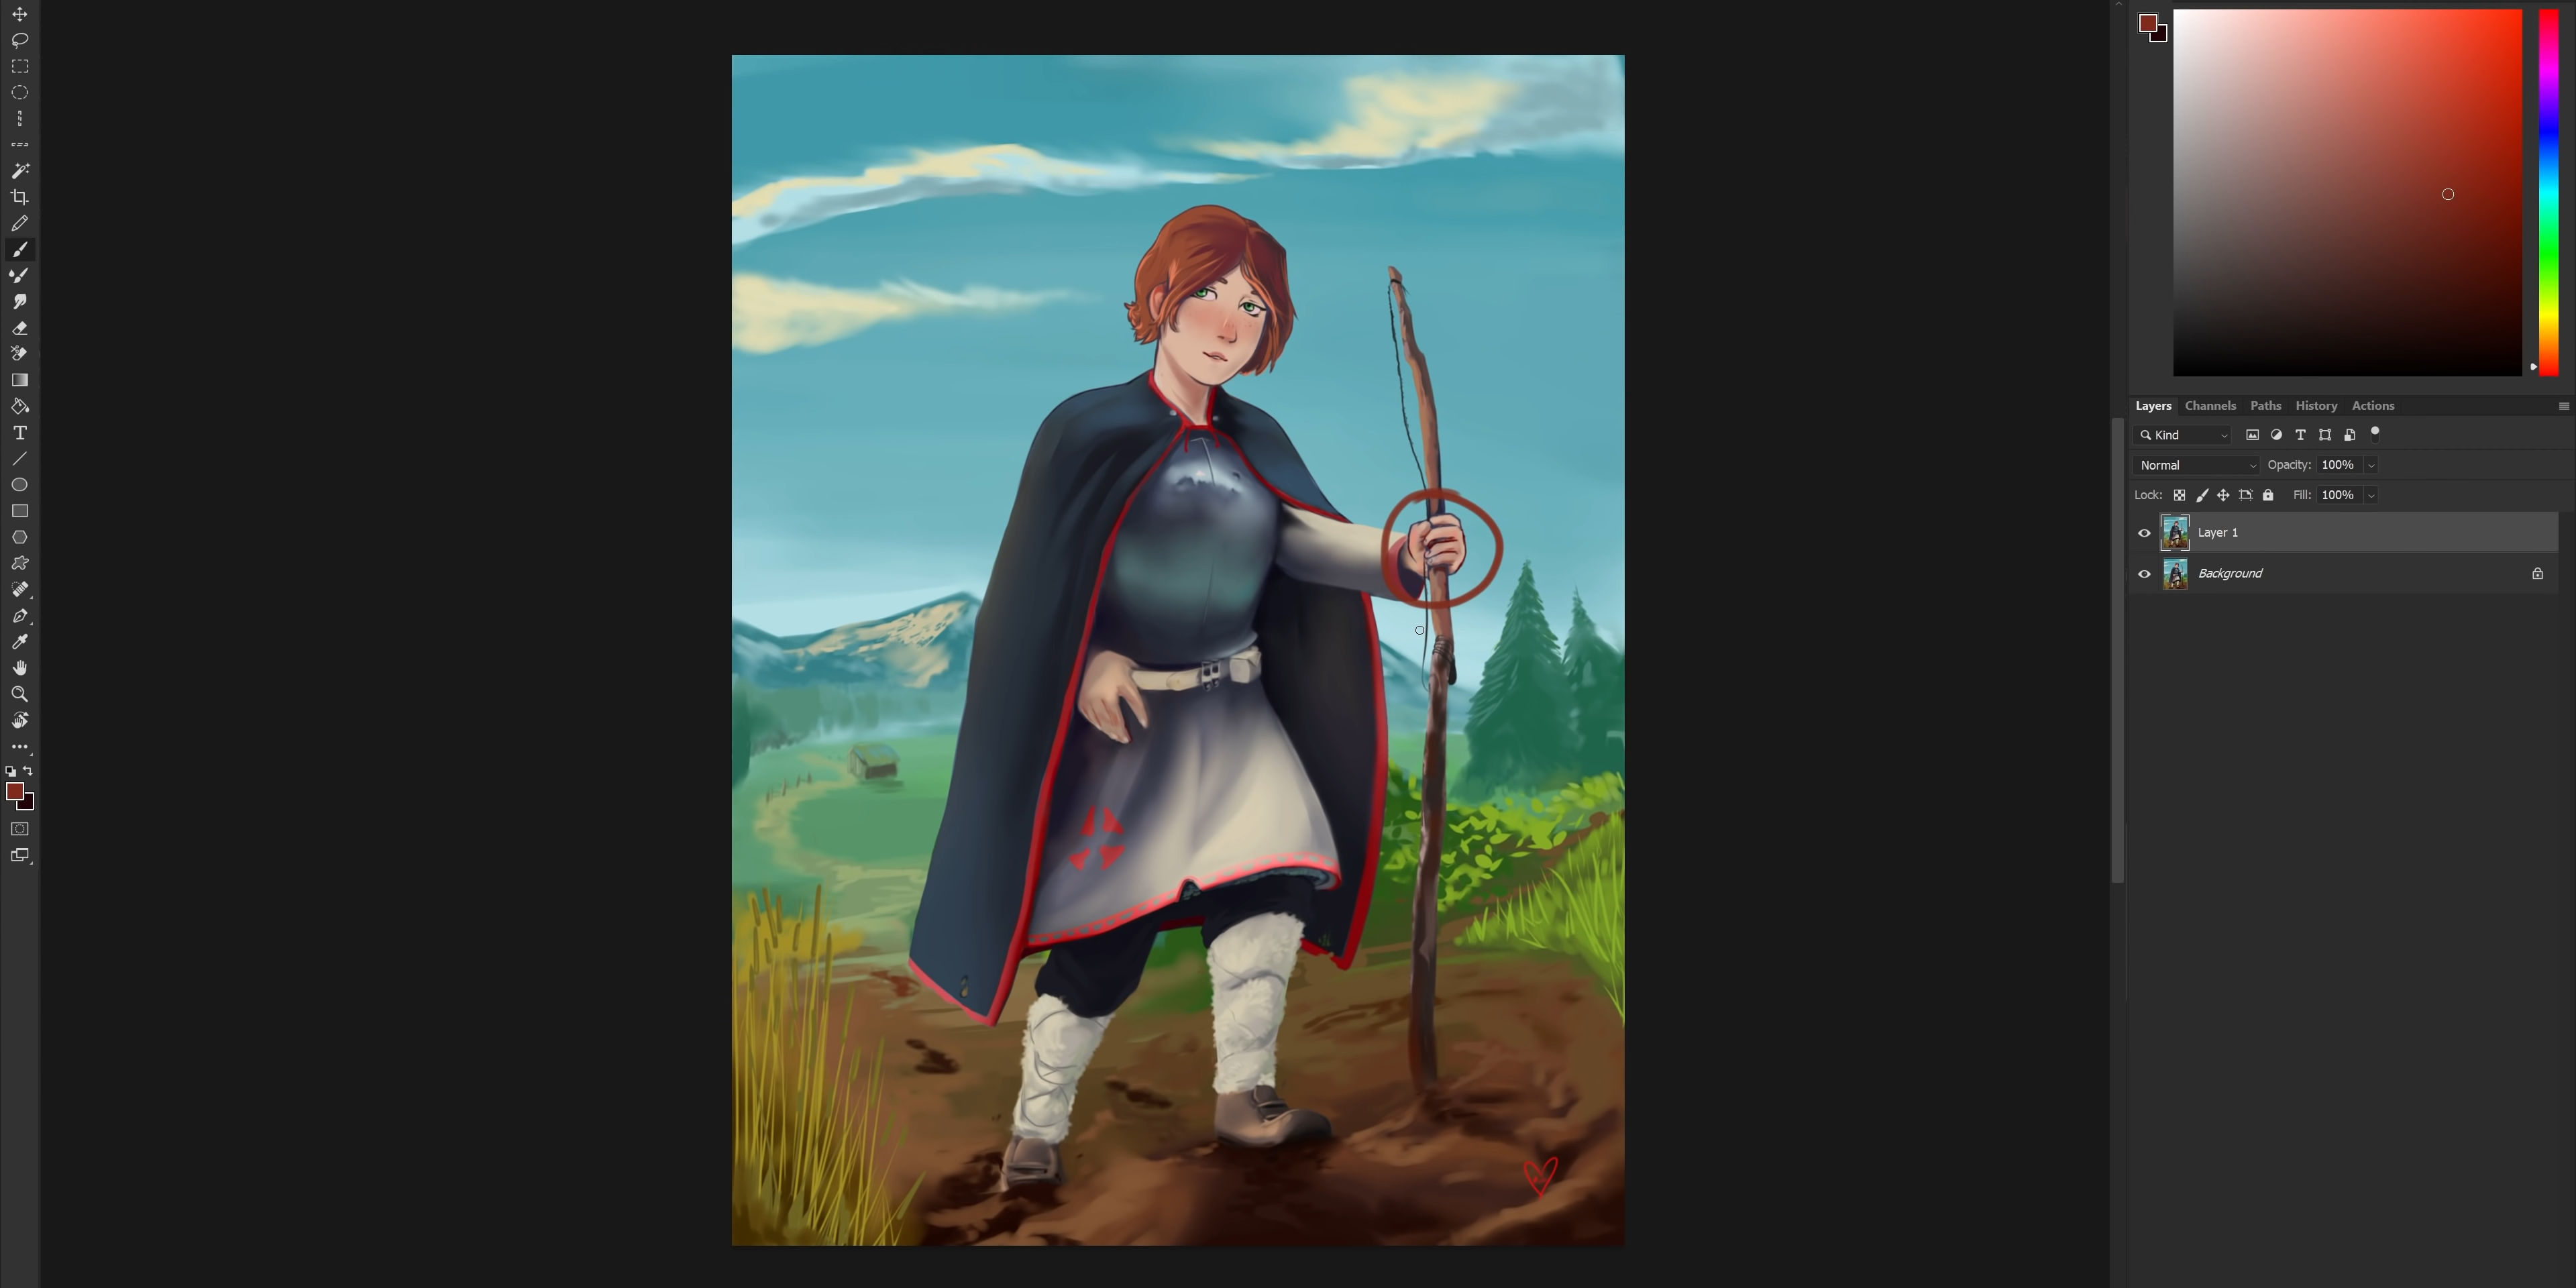 Layers Channels Paths History Actions
Kind
Normal Opacity: 100%
Lock: Fill: 100%
Layer 1
Background